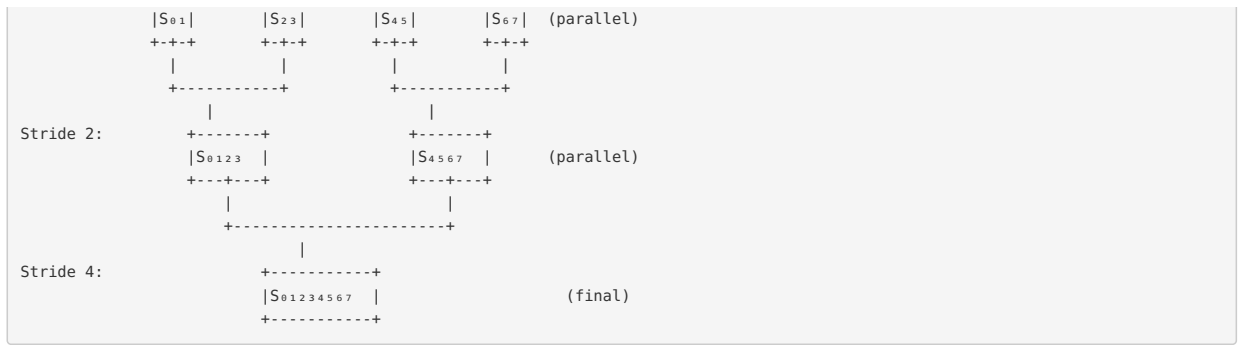 |S₀₁| |S₂₃| |S₄₅| |S₆₇| (parallel)
+-+-+ +-+-+ +-+-+ +-+-+
| | | |
+-----------+ +-----------+
| |
Stride 2: +-------+ +-------+
|S₀₁₂₃ | |S₄₅₆₇ | (parallel)
+---+---+ +---+---+
| |
+-----------------------+
|
Stride 4: +-----------+
|S₀₁₂₃₄₅₆₇ | (final)
+-----------+